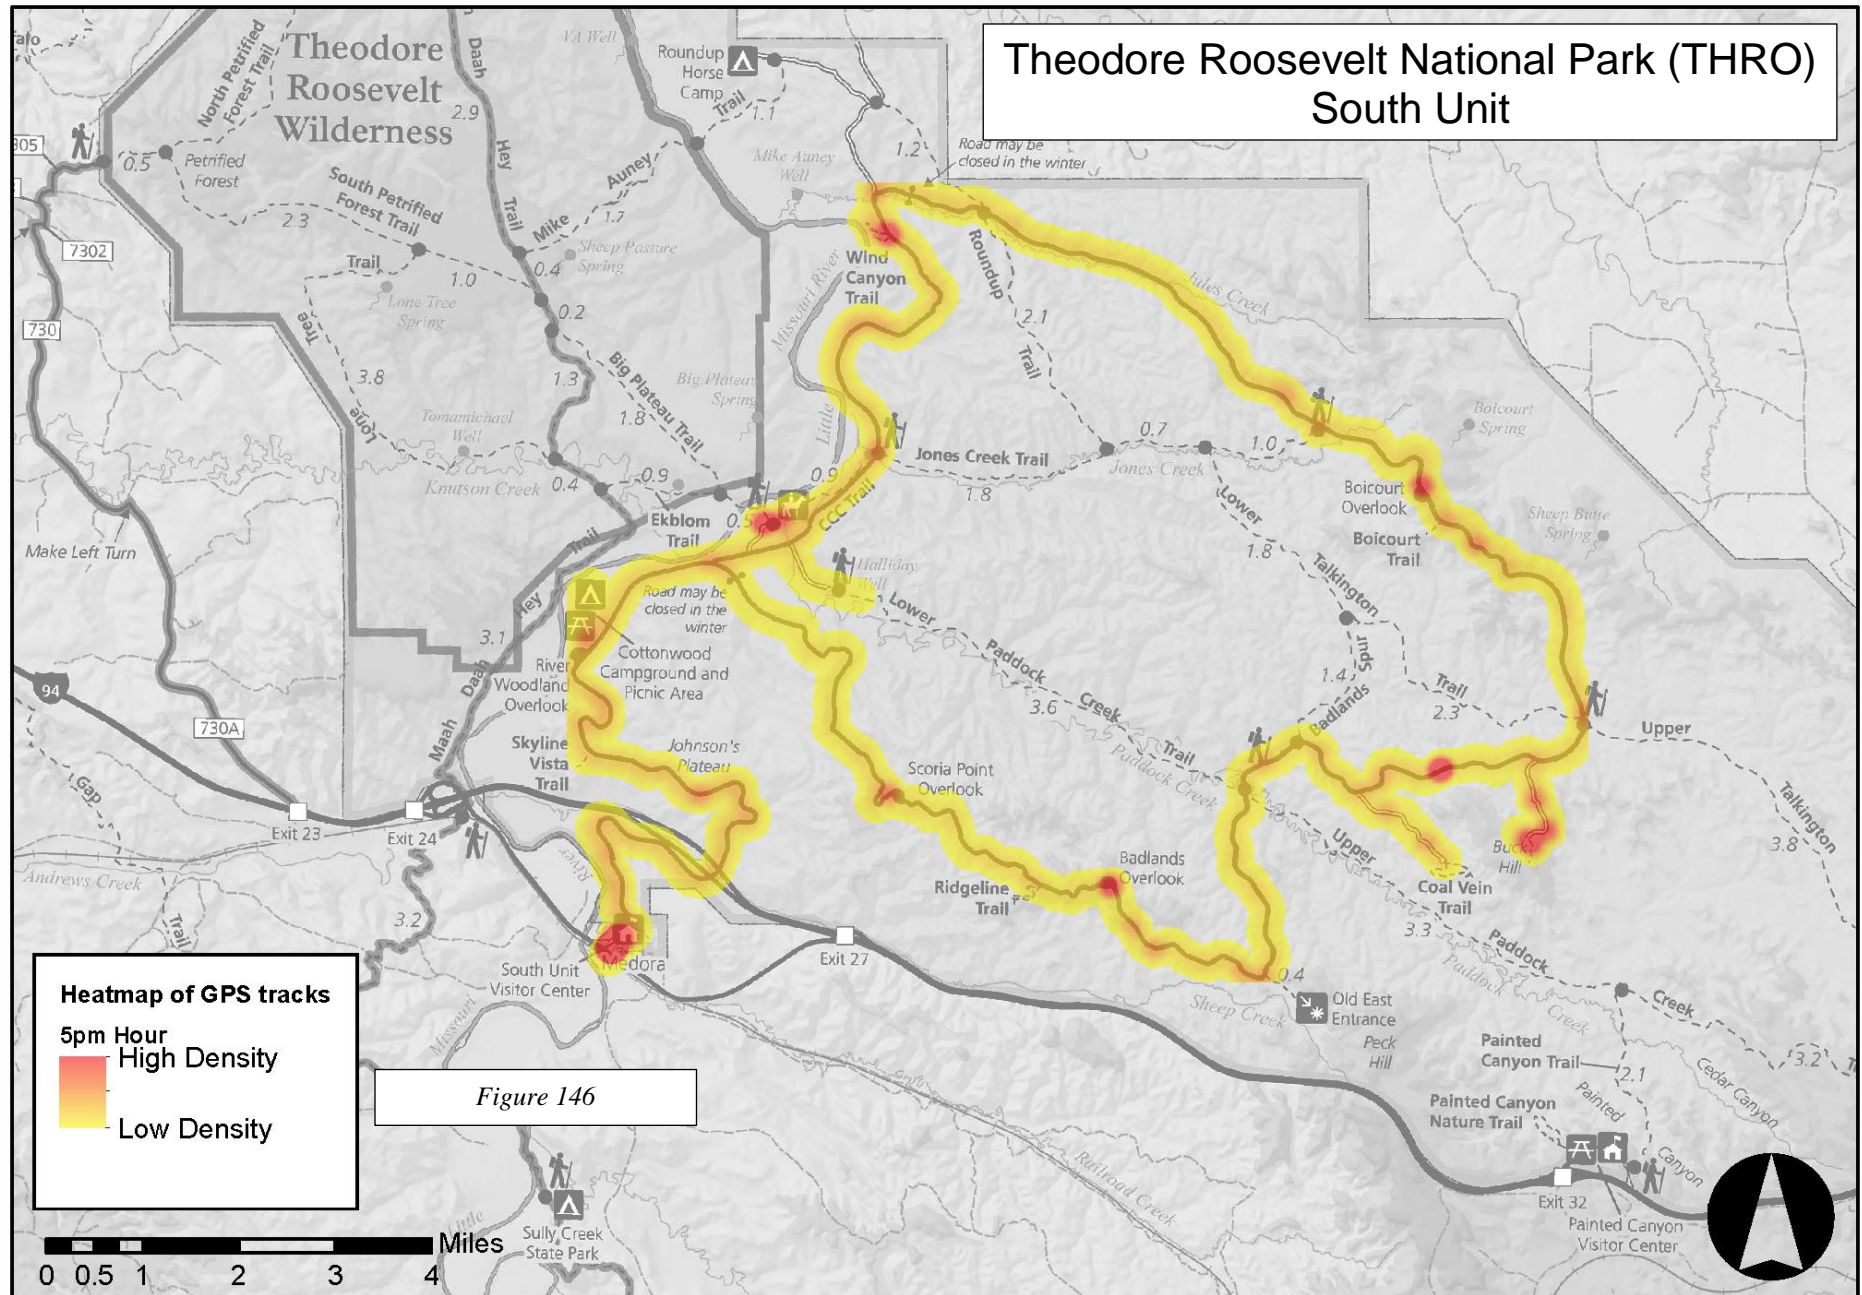 Theodore Roosevelt National Park (THRO)
South Unit
Theodore
Roosevelt
Wilderness
North Petrified
Forest Trail
Daah
2.9
Hey
Trail
VA Well
Roundup
Horse
Camp
Trail
1.1
1.2
Road may be
closed in the winter
Mike Auney
Well
305
0.5
Petrified
Forest
South Petrified
Forest Trail
2.3
Mike
Auney
1.7
Sheep Pasture
Spring
0.4
7302
Trail
1.0
Lone Tree
Spring
0.2
Wind
Canyon
Trail
Missouri River
Little
Roundup
2.1
Trail
Jules Creek
730
Tree
3.8
Lone
1.3
Big Plateau Trail
1.8
Big Plateau
Spring
Tomamichael
Well
Knutson Creek
0.4
0.9
0.9
Jones Creek Trail
1.8
0.7
Jones Creek
1.0
Boicourt
Spring
Boicourt
Overlook
Boicourt
Trail
Sheep Butte
Spring
Ekblom
Trail
0.5
CCC Trail
Lower
1.8
Talkington
Make Left Turn
Trail
Hey
Road may be
closed in the
winter
Halliday
Well
Lower
Paddock
Creek
Trail
3.6
Paddock Creek
3.1
Daah
Maah
River
Woodland
Overlook
Cottonwood
Campground and
Picnic Area
Spur
1.4
Badlands
Trail
2.3
Upper
Talkington
3.8
94
730A
Gap
Trail
Skyline
Vista
Trail
Johnson's
Plateau
Scoria Point
Overlook
Exit 23
Exit 24
Andrews Creek
River
3.2
Ridgeline
Trail
Badlands
Overlook
Upper
Buck
Hill
Coal Vein
Trail
3.3
Paddock
Creek
Paddock
Creek
Medora
South Unit
Visitor Center
Exit 27
0.4
Sheep Creek
Old East
Entrance
Peck
Hill
Painted
Canyon Trail
2.1
3.2
Cedar Canyon
Painted
Canyon
Painted Canyon
Nature Trail
Missouri
Little
Railroad Creek
Exit 32
Painted Canyon
Visitor Center
Sully Creek
State Park
Heatmap of GPS tracks
5pm Hour
High Density
Low Density
Figure 146
Miles
0 0.5 1 2 3 4